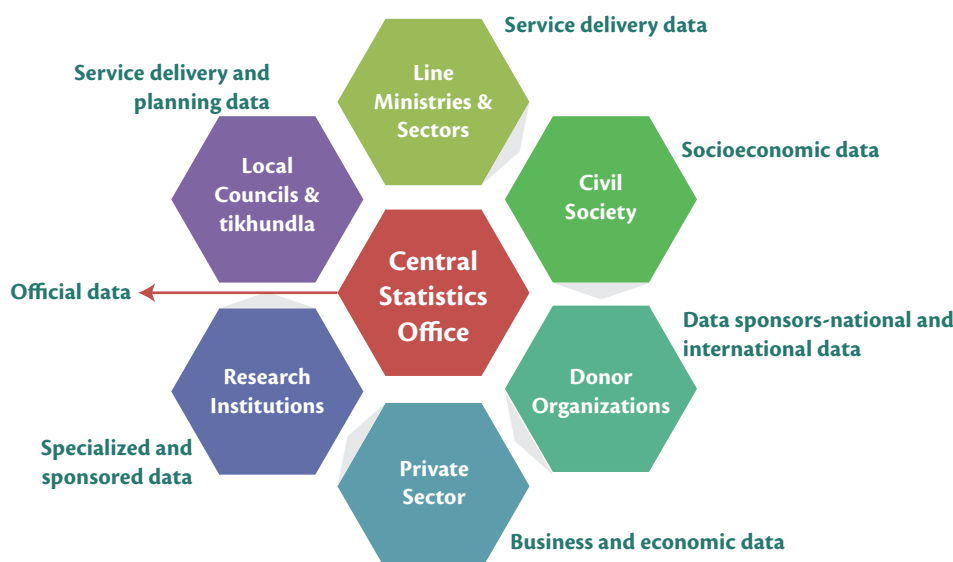 Service delivery data
Line
Ministries &
Sectors
Service delivery and
planning data
Local
Councils &
tikhundla
Socioeconomic data
Civil
Society
Central
Statistics
Office
Official data
Data sponsors-national and
international data
Donor
Organizations
Research
Institutions
Specialized and
sponsored data
Private
Sector
Business and economic data